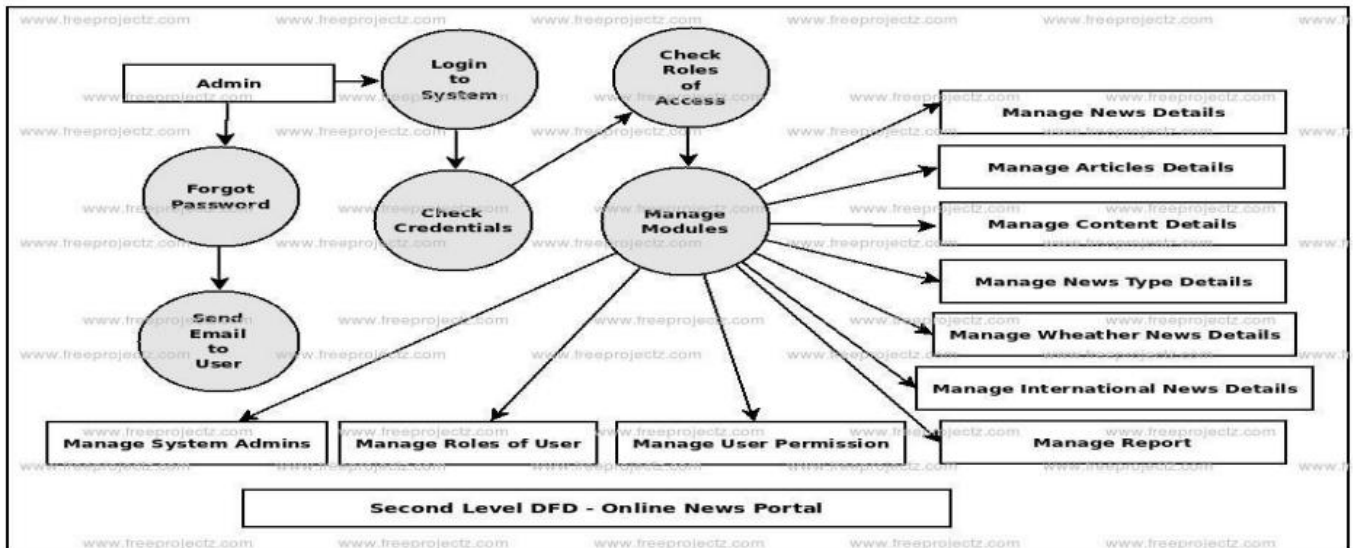 Admin
Login
to
System
Check
Roles
of
Access
Forgot
Password
Check
Credentials
Manage
Modules
Send
Email
to
User
Manage News Details
Manage Articles Details
Manage Content Details
Manage News Type Details
Manage Wheather News Details
Manage International News Details
Manage Report
Manage System Admins
Manage Roles of User
Manage User Permission
Second Level DFD - Online News Portal
www.freeprojectz.com